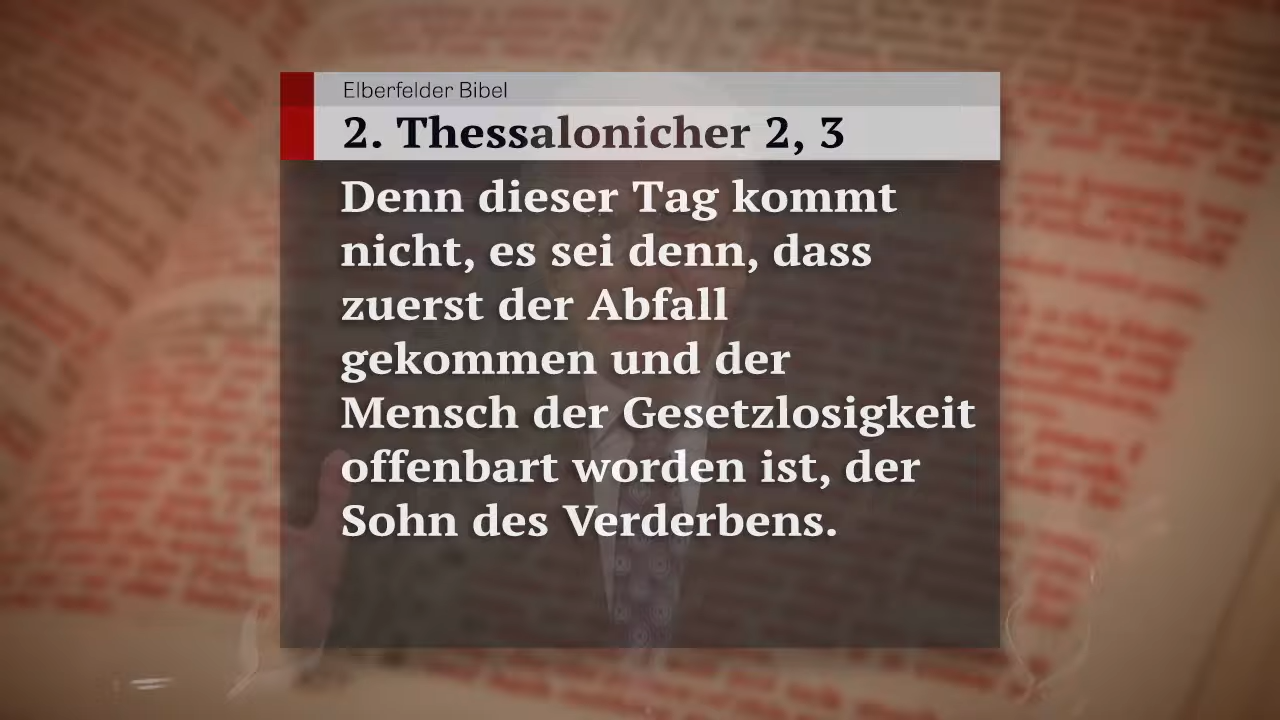 Elberfelder Bibel
2. Thessalonicher 2, 3
Denn dieser Tag kommt
nicht, es sei denn, dass
zuerst der Abfall
gekommen und der
Mensch der Gesetzlosigkeit
offenbart worden ist, der
Sohn des Verderbens.